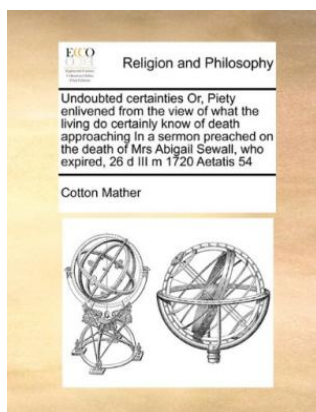 ECCO
Religion and Philosophy
Undoubted certainties Or, Piety
enlivened from the view of what the
living do certainly know of death
approaching In a sermon preached on
the death of Mrs Abigail Sewall, who
expired, 26 d III m 1720 Aetatis 54
Cotton Mather